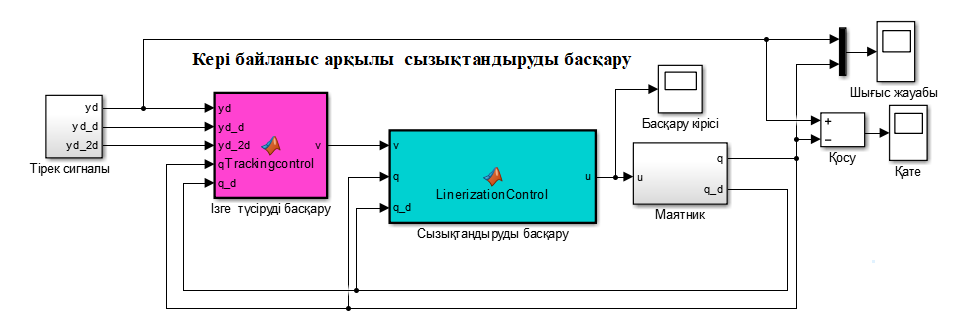 Кері байланыс арқылы сызықтандыруды басқару
yd
yd_d
yd_2d
Тірек сигналы
yd
yd_d
yd_2d
q
q_d
Trackingcontrol
v
Ізге түсіруді басқару
v
q
q_d
LinerizationControl
u
Сызықтандыруды басқару
Басқару кірісі
u
q
q_d
Маятник
Шығыс жауабы
+
−
Қосу
Қате